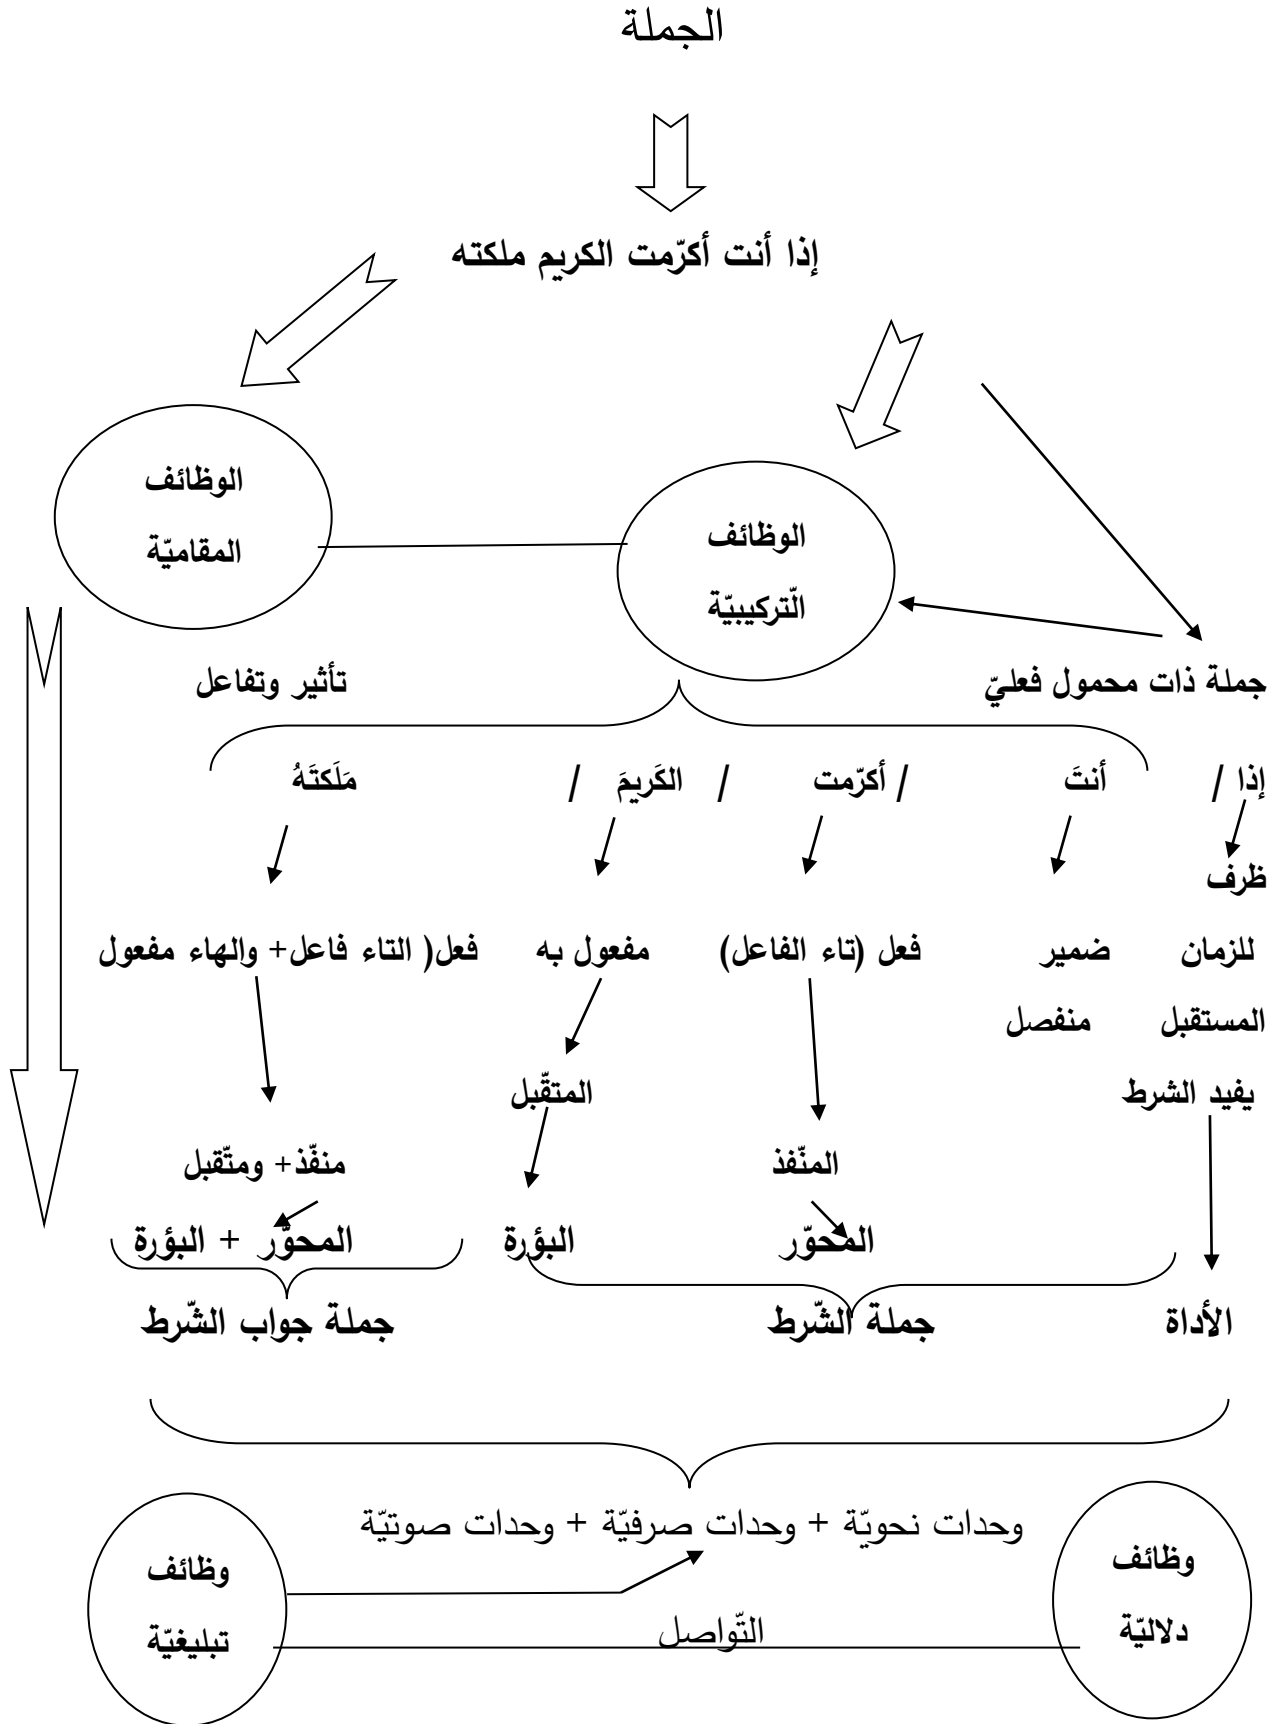 الجملة
إذا أنت أكرّمت الكريم ملكته
الوظائف
المقاميّة
الوظائف
التّركيبيّة
جملة ذات محمول فعليّ
تأثير وتفاعل
إذا / أنتَ / أكرّمت / الكَريمَ / مَلَكتَهُ
ظرف
للزمان ضمير فعل (تاء الفاعل) مفعول به فعل( التاء فاعل+ والهاء مفعول
المستقبل منفصل
يفيد الشرط المتقّبل
المنّفذ منفّذ+ ومتّقبل
المحوّر البؤرة المحوّر + البؤرة
الأداة جملة الشّرط جملة جواب الشّرط
وحدات نحويّة + وحدات صرفيّة + وحدات صوتيّة
وظائف
دلاليّة
وظائف
تبليغيّة
التّواصل